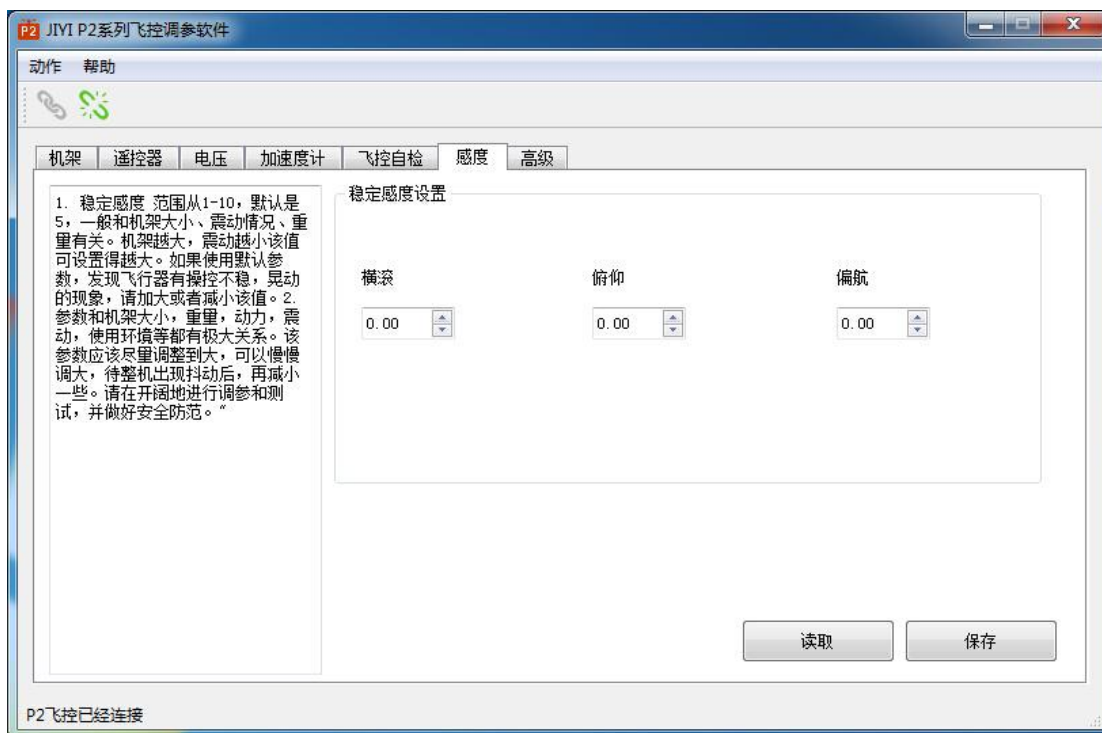 P2 JIYI P2系列飞控调参软件
动作 帮助
机架 遥控器 电压 加速度计 飞控自检 感度 高级
1. 稳定感度 范围从1-10，默认是
5，一般和机架大小、震动情况、重
量有关。机架越大，震动越小该值
可设置得越大。如果使用默认参
数，发现飞行器有操控不稳，晃动
的现象，请加大或者减小该值。2.
参数和机架大小，重量，动力，震
动，使用环境等都有极大关系。该
参数应该尽量调整到大，可以慢慢
调大，待整机出现抖动后，再减小
一些。请在开阔地进行调参和测
试，并做好安全防范。“
稳定感度设置
横滚 俯仰 偏航
0.00 0.00 0.00
读取 保存
P2飞控已经连接